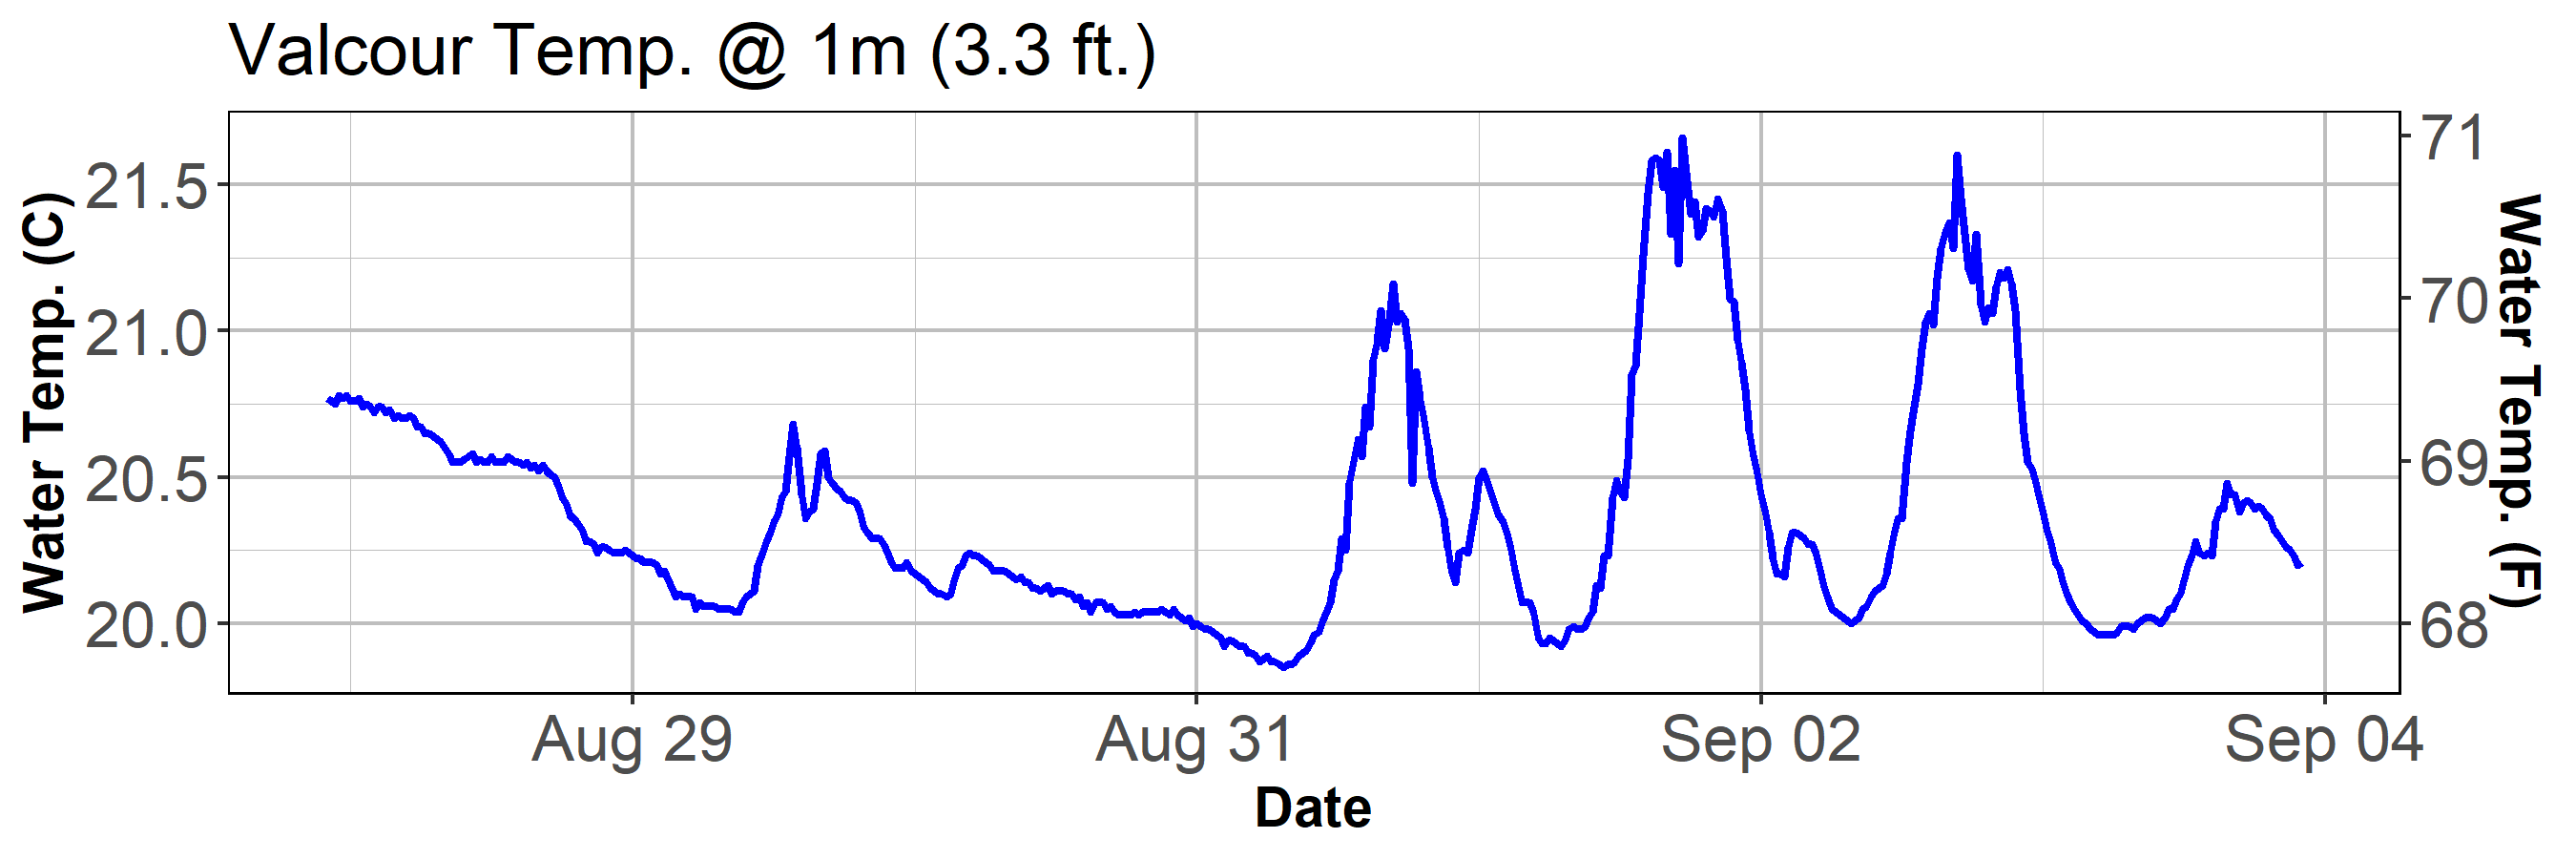 Valcour Temp. @ 1m (3.3 ft.)
Water Temp. (C)
21.5
21.0
20.5
20.0
71
70
69
68
Water Temp. (F)
Aug 29
Aug 31
Sep 02
Sep 04
Date